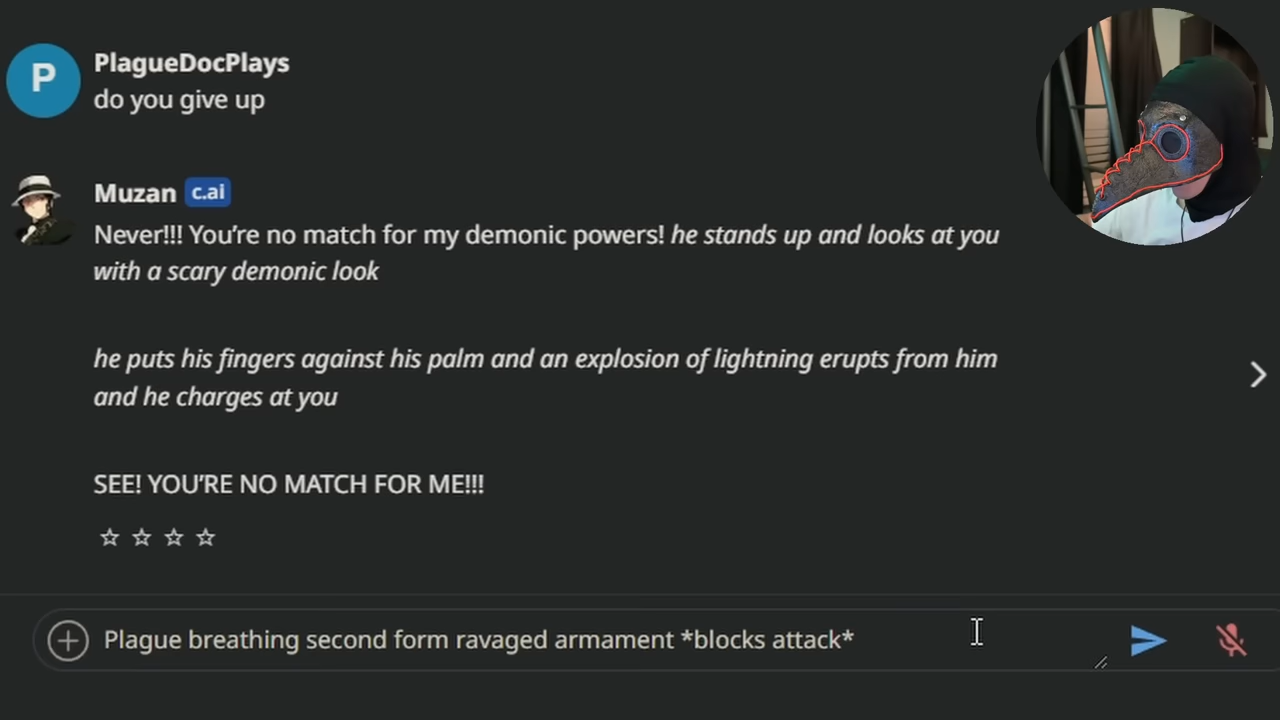 P
PlagueDocPlays
do you give up
Muzan c.ai
Never!!! You're no match for my demonic powers! he stands up and looks at you
with a scary demonic look
he puts his fingers against his palm and an explosion of lightning erupts from him
and he charges at you
SEE! YOU'RE NO MATCH FOR ME!!!
Plague breathing second form ravaged armament *blocks attack*